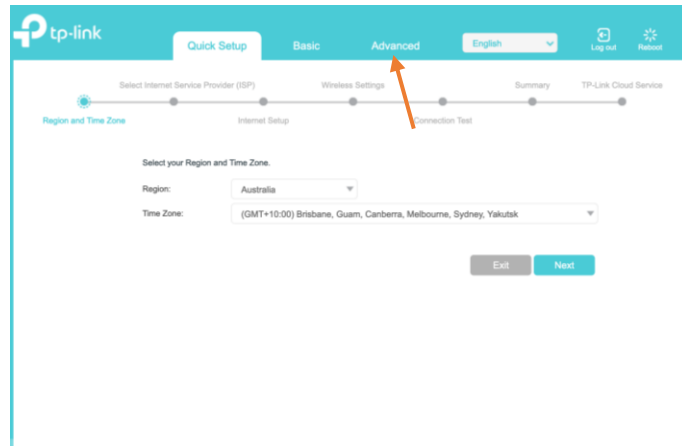 tp-link
Quick Setup Basic Advanced English Log out Reboot
Select Internet Service Provider (ISP) Wireless Settings Summary TP-Link Cloud Service
Region and Time Zone Internet Setup Connection Test
Select your Region and Time Zone.
Region: Australia
Time Zone: (GMT+10:00) Brisbane, Guam, Canberra, Melbourne, Sydney, Yakutsk
Exit Next